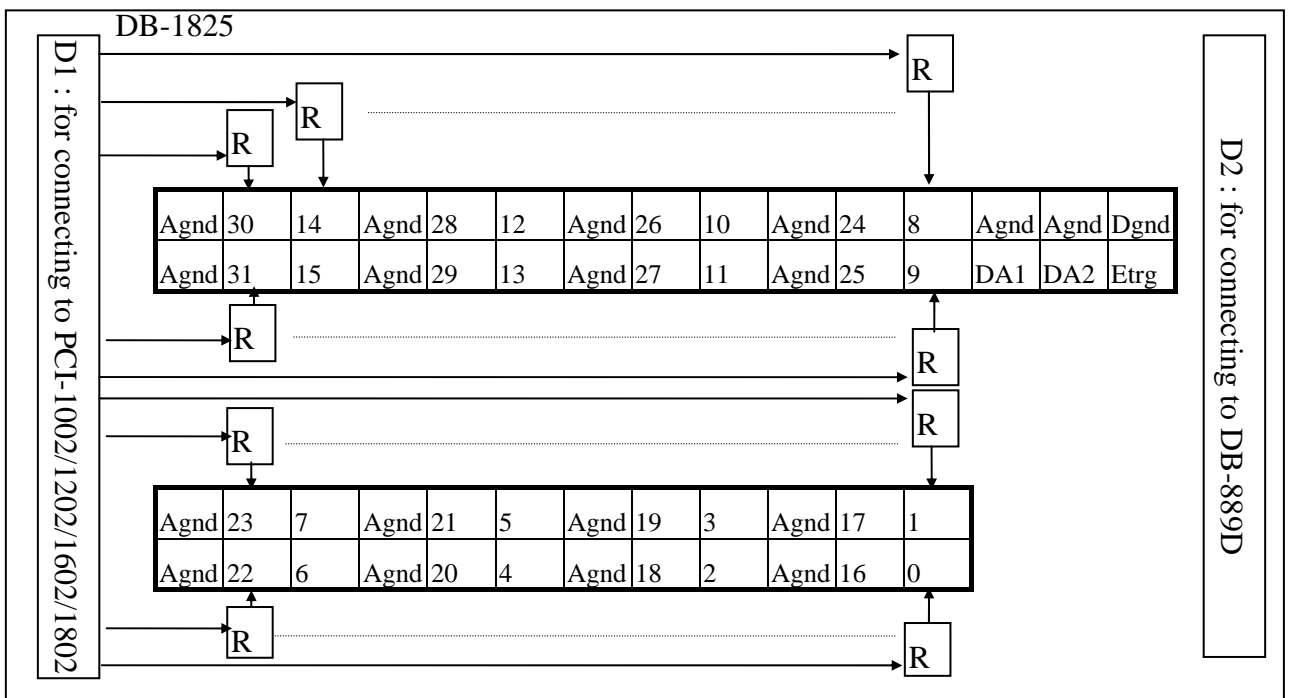 DB-1825
D1 : for connecting to PCI-1002/1202/1602/1802
R
R
R
Agnd 30 14 Agnd 28 12 Agnd 26 10 Agnd 24 8 Agnd Agnd Dgnd
Agnd 31 15 Agnd 29 13 Agnd 27 11 Agnd 25 9 DA1 DA2 Etrg
R
R
R
R
Agnd 23 7 Agnd 21 5 Agnd 19 3 Agnd 17 1
Agnd 22 6 Agnd 20 4 Agnd 18 2 Agnd 16 0
R
R
D2 : for connecting to DB-889D